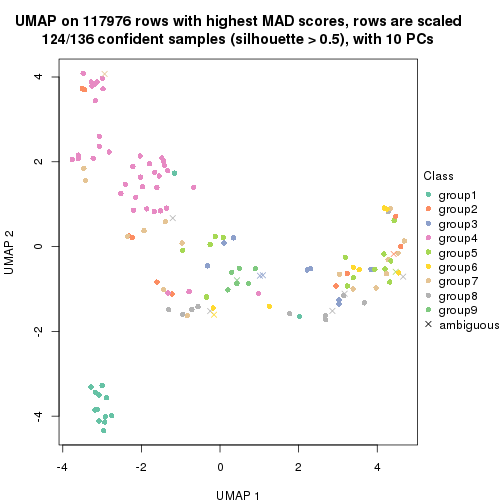 UMAP on 117976 rows with highest MAD scores, rows are scaled
124/136 confident samples (silhouette > 0.5), with 10 PCs
4
2
0
-2
-4
UMAP 2
-4
-2
0
2
4
UMAP 1
Class
group1
group2
group3
group4
group5
group6
group7
group8
group9
ambiguous